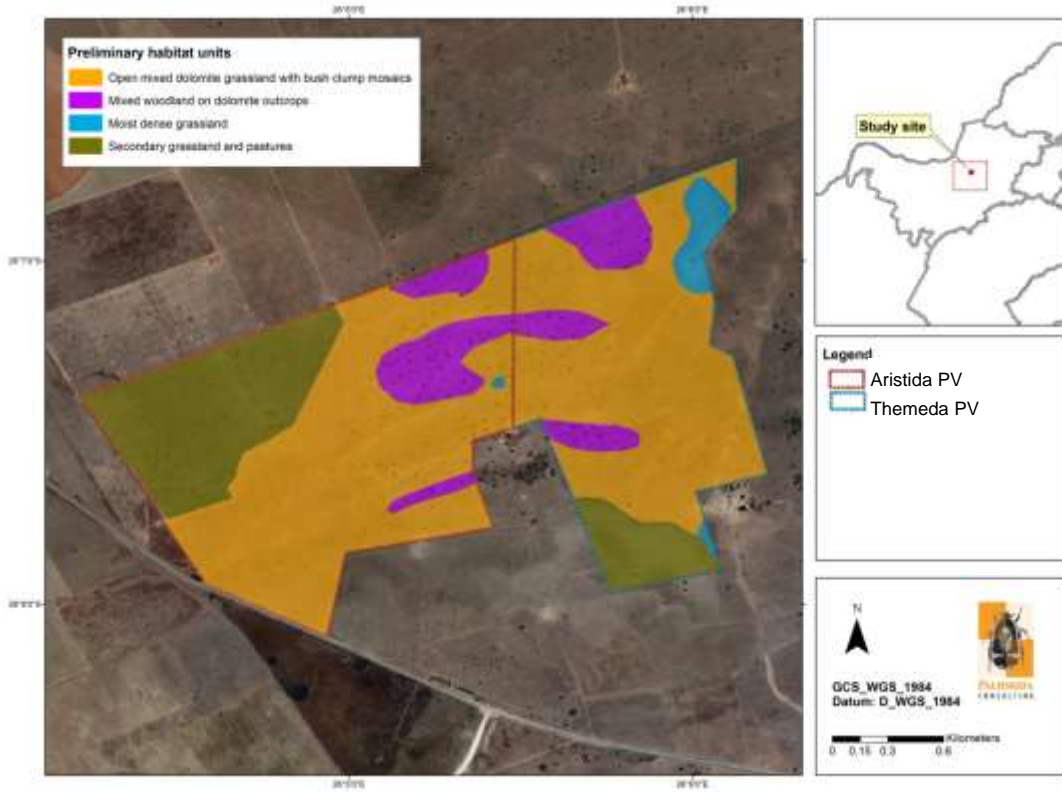 Preliminary habitat units
Open mixed dolomite grassland with bush clump mosaics
Mixed woodland on dolomite outcrops
Moist dense grassland
Secondary grassland and pastures
Study site
Legend
Aristida PV
Themeda PV
N
GCS_WGS_1984
Datum: D_WGS_1984
Kilometers
0 0,15 0,3 0,6
CONSULTING